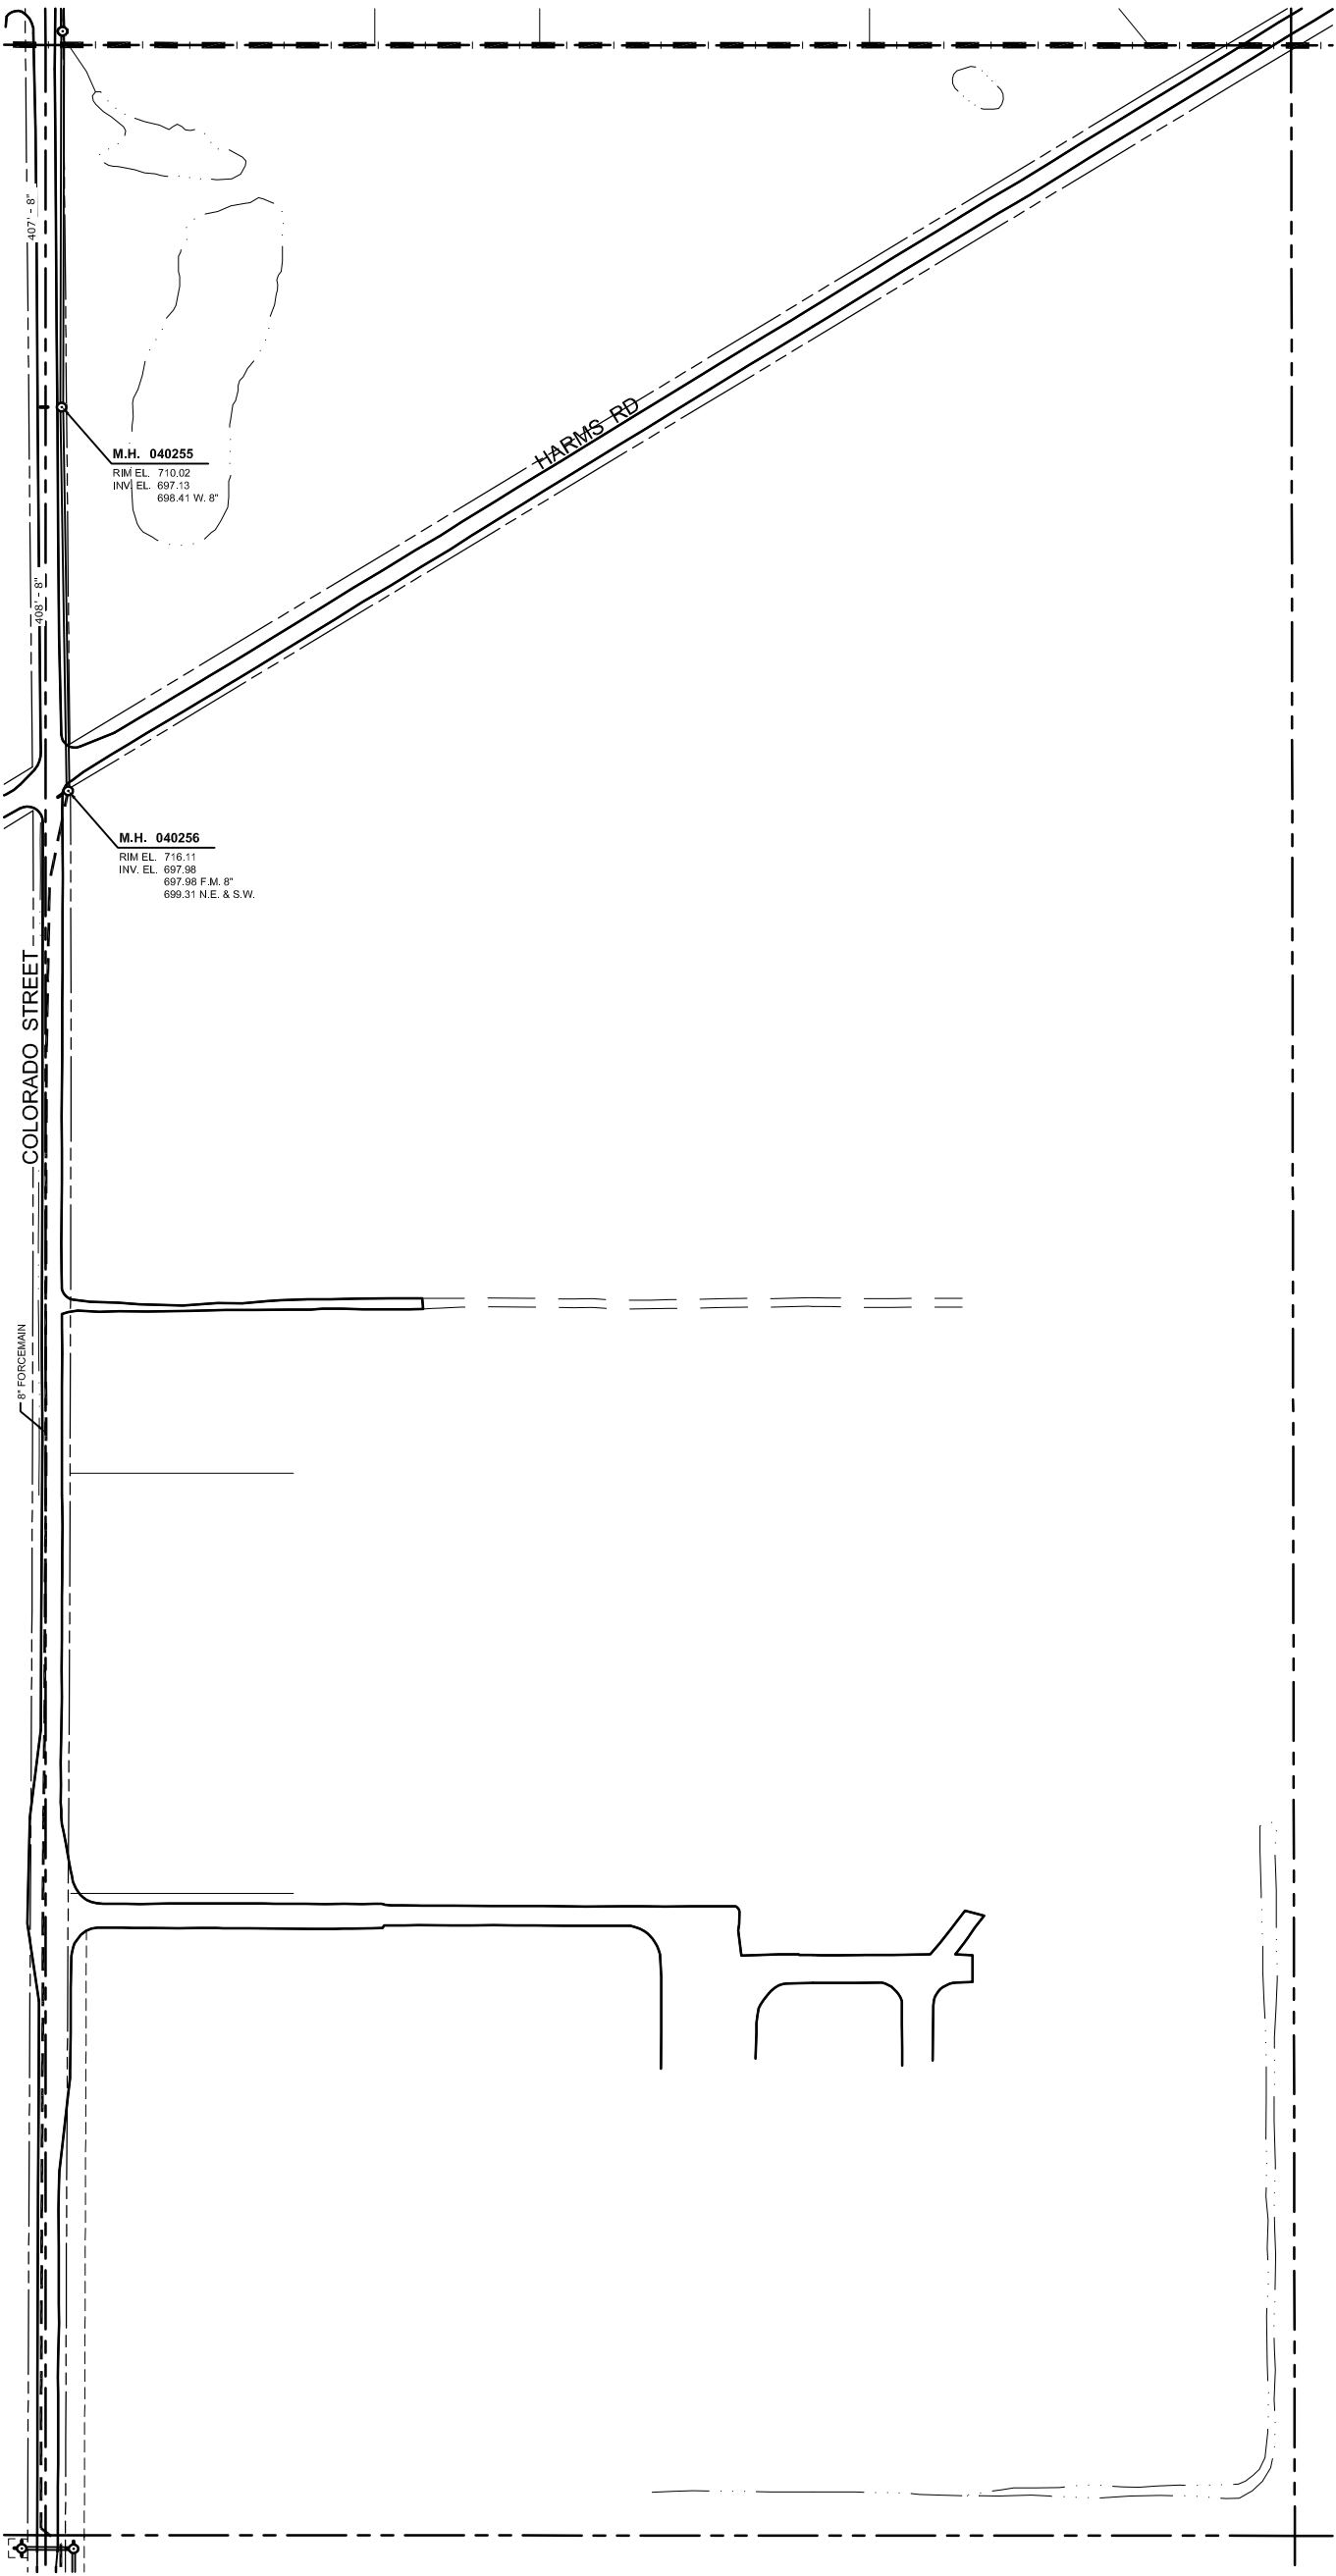 407' - 8"
HARMS RD
M.H. 040255
RIM EL. 710.02
INV. EL. 697.13
698.41 W. 8"
408' - 8"
M.H. 040256
RIM EL. 716.11
INV. EL. 697.98
697.98 F.M. 8"
699.31 N.E. & S.W.
COLORADO STREET
8" FORCEMAIN